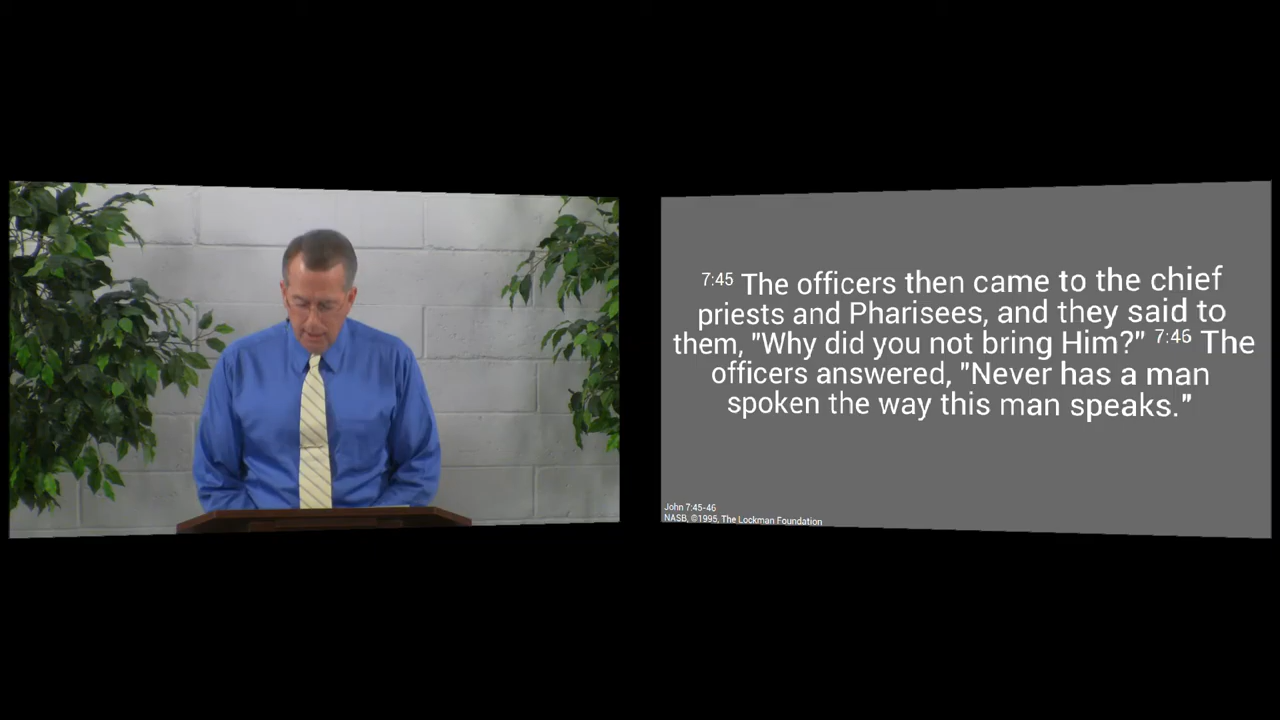 7:45 The officers then came to the chief
priests and Pharisees, and they said to
them, "Why did you not bring Him?" 7:46 The
officers answered, "Never has a man
spoken the way this man speaks."
John 7:45-46
NASB, ©1995, The Lockman Foundation